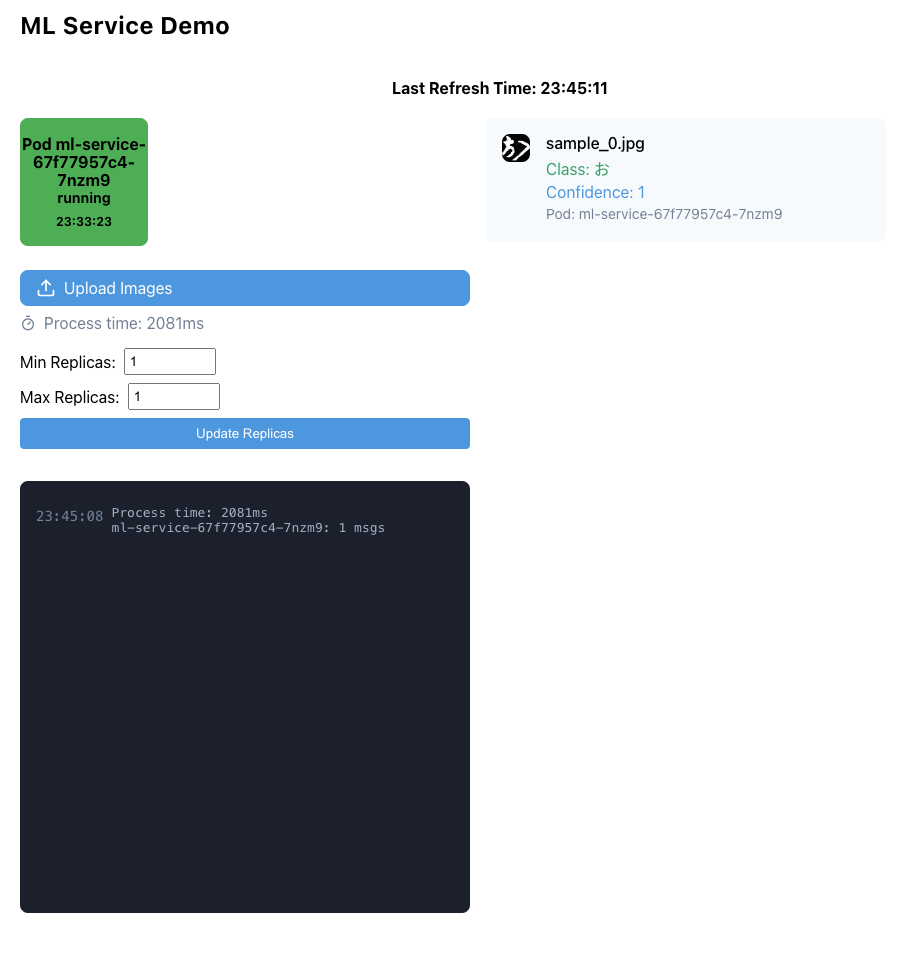 ML Service Demo
Last Refresh Time: 23:45:11
Pod ml-service-
67f77957c4-
7nzm9
running
23:33:23
sample_0.jpg
Class: お
Confidence: 1
Pod: ml-service-67f77957c4-7nzm9
Upload Images
Process time: 2081ms
Min Replicas: 1
Max Replicas: 1
Update Replicas
23:45:08 Process time: 2081ms
ml-service-67f77957c4-7nzm9: 1 msgs